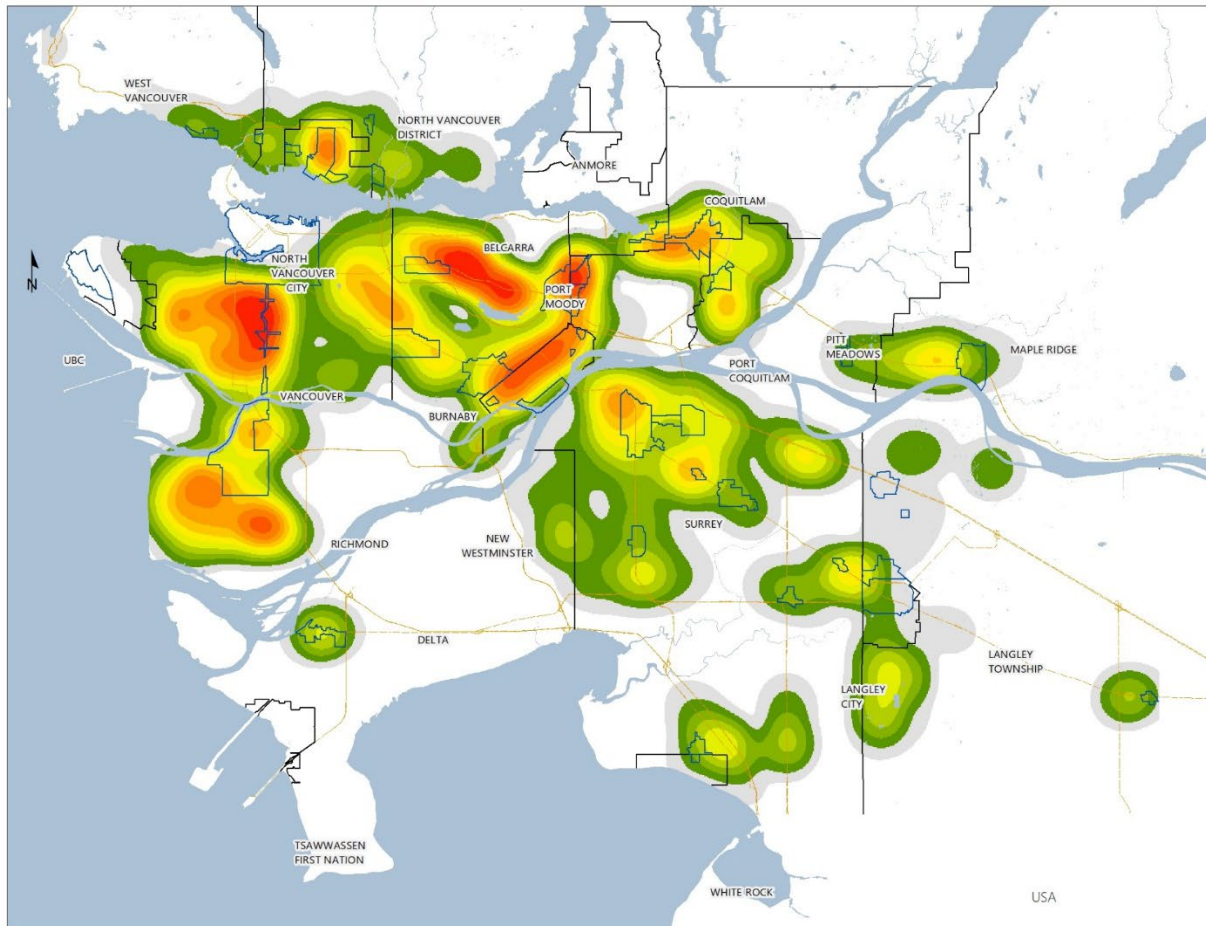 WEST
VANCOUVER
NORTH VANCOUVER
DISTRICT
ANMORE
COQUITLAM
BELCARRA
NORTH
VANCOUVER
CITY
PORT
MOODY
N
UBC
PITT
MEADOWS
MAPLE RIDGE
PORT
COQUITLAM
VANCOUVER
BURNABY
SURREY
RICHMOND
NEW
WESTMINSTER
DELTA
LANGLEY
TOWNSHIP
LANGLEY
CITY
TSAWWASSEN
FIRST NATION
WHITE ROCK
USA